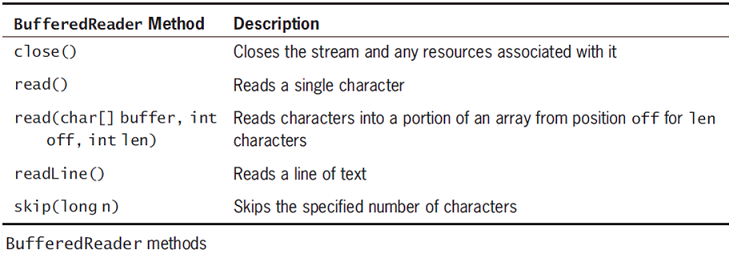 BufferedReader Method Description
close() Closes the stream and any resources associated with it
read() Reads a single character
read(char[] buffer, int Reads characters into a portion of an array from position off for len
off, int len) characters
readLine() Reads a line of text
skip(long n) Skips the specified number of characters
BufferedReader methods